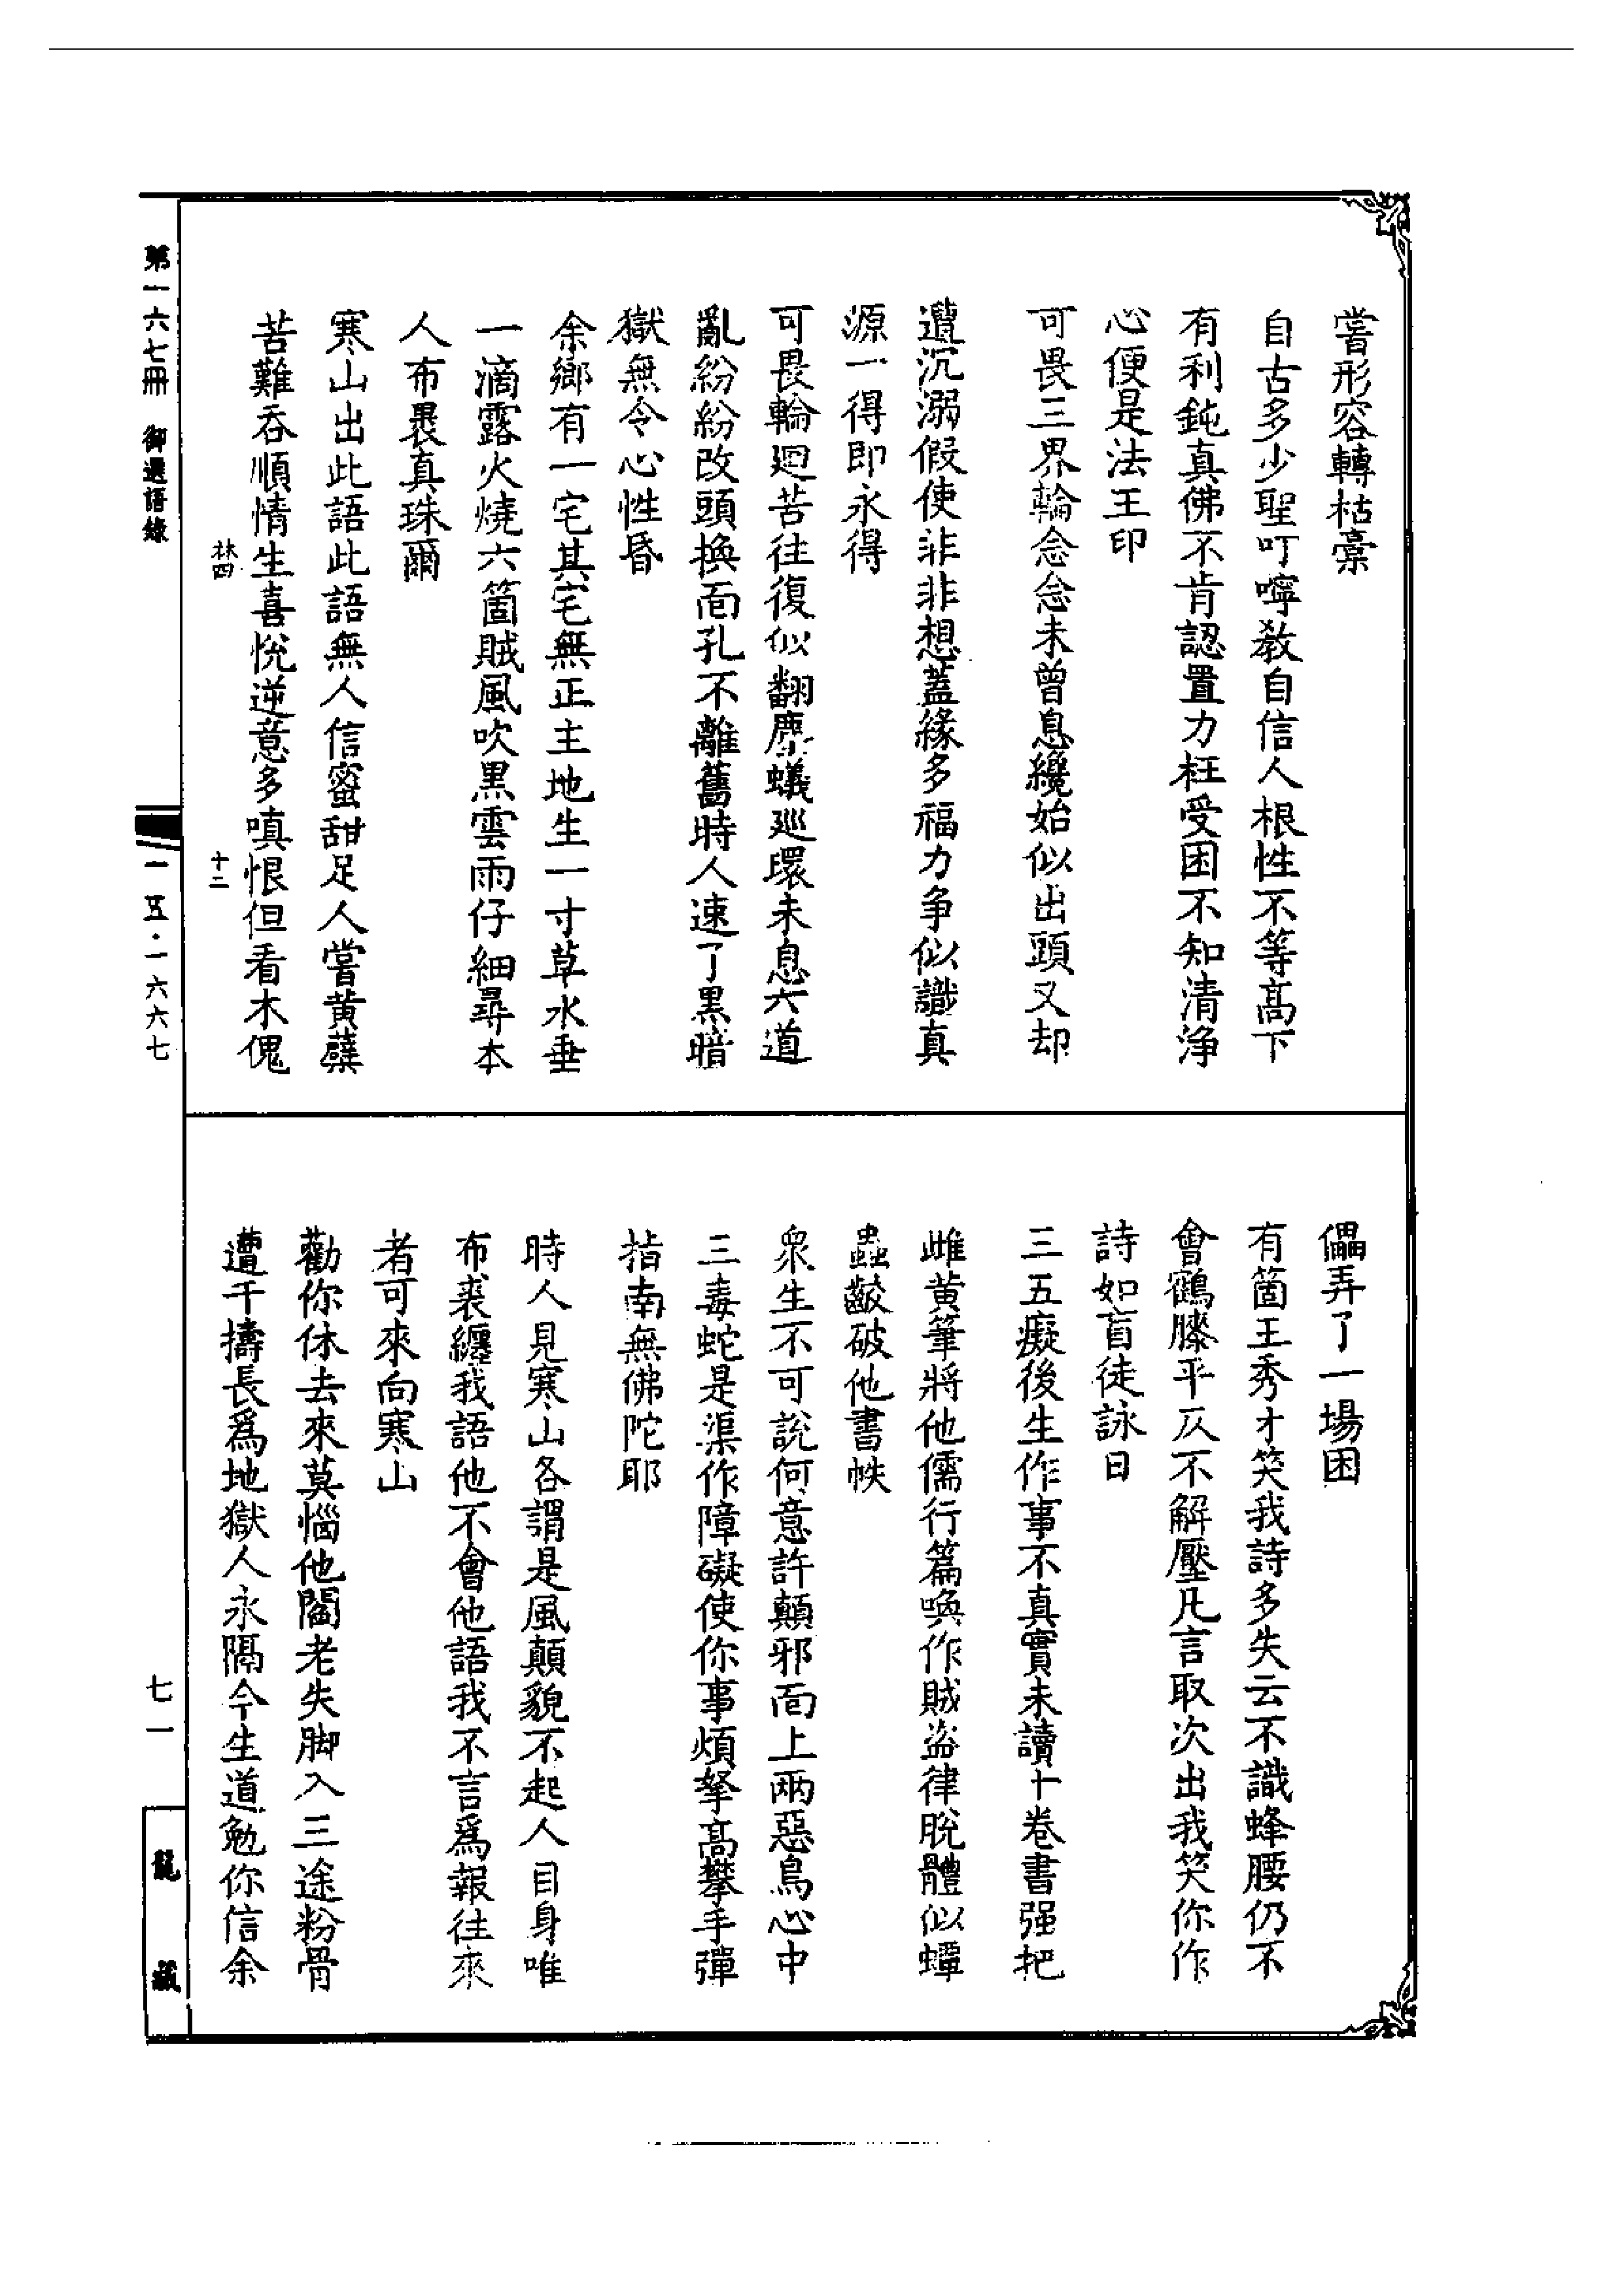 嘗形容轉枯槀
自古多少聖叮嚀教自信人根性不等高下
有利鈍真佛不肯認置力枉受困不知清淨
心便是法王印
可畏三界輪念念未曾息纔始似出頭又却
遭沉溺假使非非想蓋緣多福力争似識真
源一得即永得
可畏輪廻苦往復似翻塵蟻巡環未息六道
亂紛紛改頭換面孔不離舊時人速了黑暗
獄無令心性昏
余鄉有一宅其宅無正主地生一寸草水垂
一滴露火燒六箇賊風吹黑雲雨仔細尋本
人布褁真珠爾
寒山出此語此語無人信蜜甜足人嘗黄蘗
苦難吞順情生喜悅逆意多嗔恨但看木傀
儡弄了一場困
有箇王秀才笑我詩多失云不識蜂腰仍不
會鶴膝平仄不解壓凡言取次出我笑你作
詩如盲徒詠日
三五癡後生作事不真實未讀十卷書强把
雌黄筆將他儒行篇喚作賊盗律脫體似蟫
蟲齩破他書帙
衆生不可說何意許顛邪面上兩惡鳥心中
三毒蛇是渠作障礙使你事煩拏高攀手彈
指南無佛陀耶
時人見寒山各謂是風顛貌不起人目身唯
布裘纏我語他不會他語我不言爲報往來
者可來向寒山
勸你休去來莫惱他閻老失脚入三途粉骨
遭千擣長爲地獄人永隔今生道勉你信余
第一六七冊 御選語錄
林四
十二
一五·一六六七
七一
龍藏